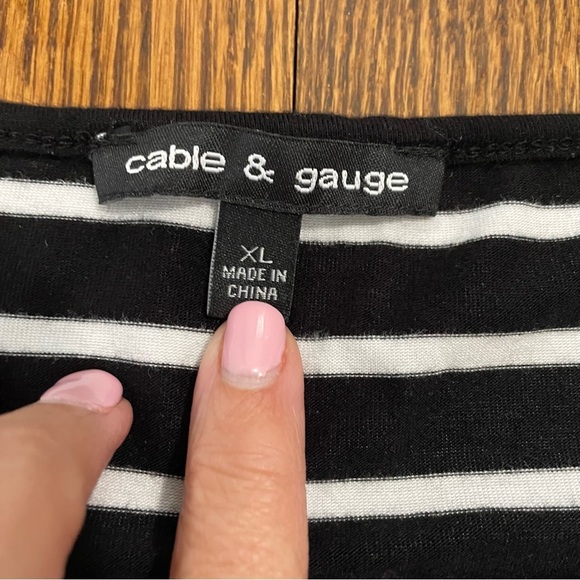 cable & gauge
XL
MADE IN
CHINA